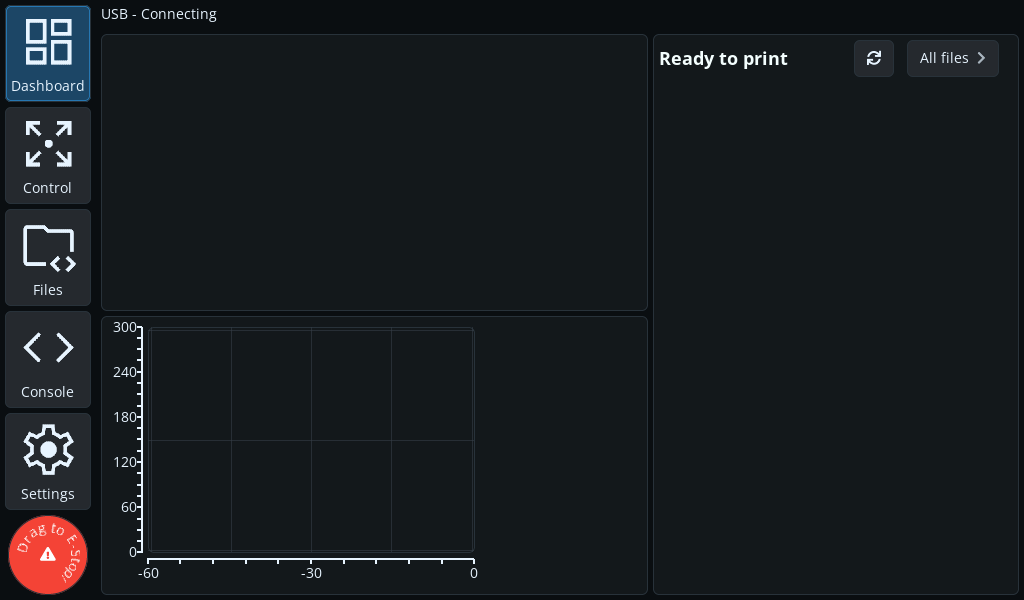 USB - Connecting
Dashboard
Control
Files
Console
Settings
Drag to E-Stop!
Ready to print
All files
300
240
180
120
60
0
-60 -30 0